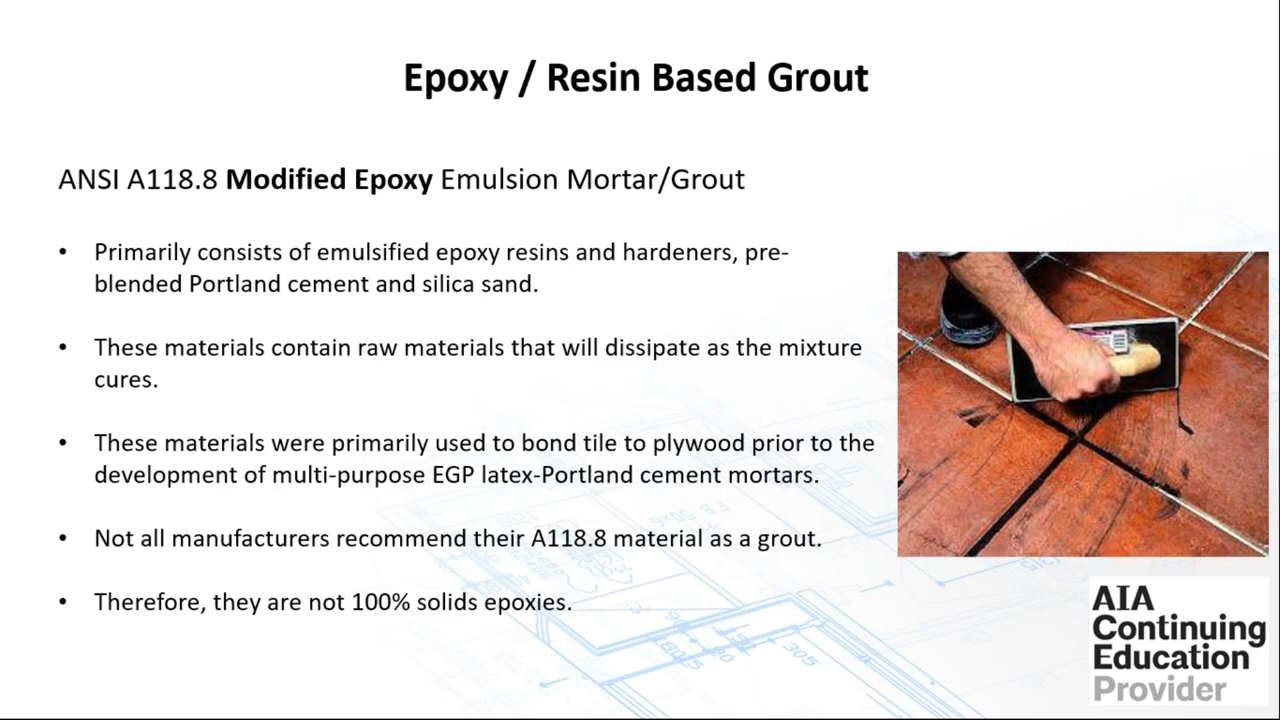 Epoxy / Resin Based Grout
ANSI A118.8 Modified Epoxy Emulsion Mortar/Grout
• Primarily consists of emulsified epoxy resins and hardeners, pre-
blended Portland cement and silica sand.
• These materials contain raw materials that will dissipate as the mixture
cures.
• These materials were primarily used to bond tile to plywood prior to the
development of multi-purpose EGP latex-Portland cement mortars.
• Not all manufacturers recommend their A118.8 material as a grout.
• Therefore, they are not 100% solids epoxies.
AIA
Continuing
Education
Provider
305